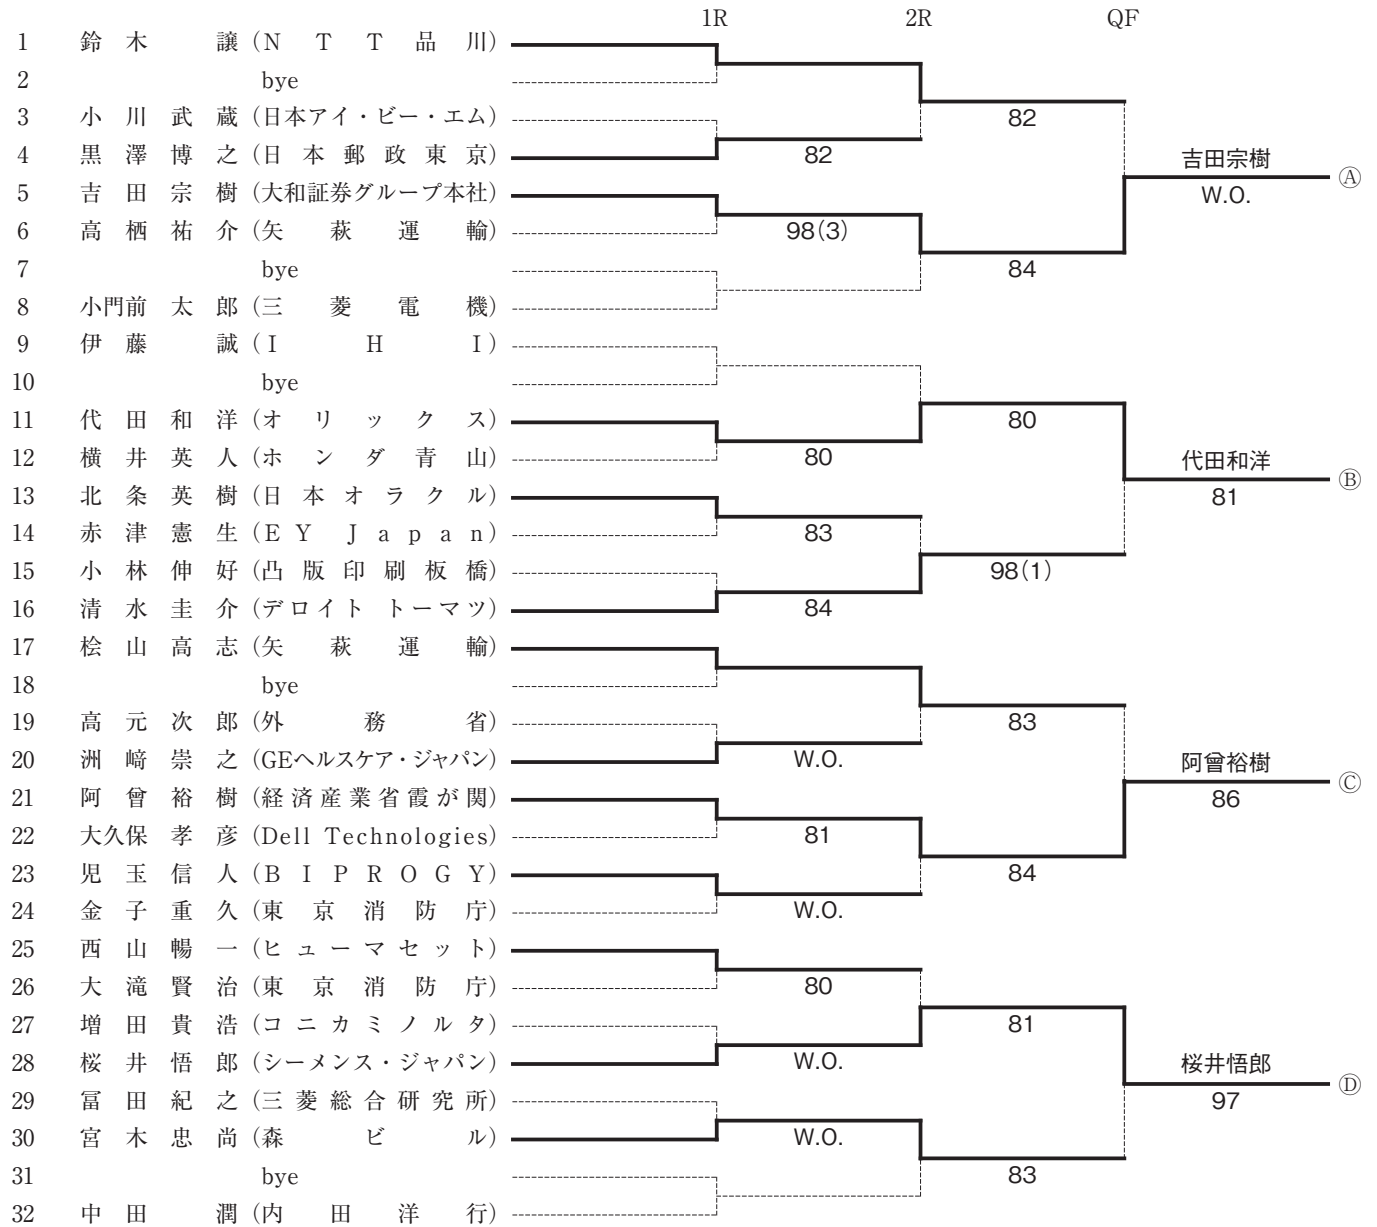 1R 2R QF
1 鈴木 譲 (NTT品川)
2 bye
82
3 小川武蔵 (日本アイ・ビー・エム)
4 黒澤博之 (日本郵政東京) 82
吉田宗樹 Ⓐ
W.O.
5 吉田宗樹 (大和証券グループ本社)
6 高栖祐介 (矢萩運輸) 98(3)
7 bye 84
8 小門前太郎 (三菱電機)
9 伊藤 誠 (IHI)
10 bye
11 代田和洋 (オリックス) 80
12 横井英人 (ホンダ青山) 80
代田和洋 Ⓑ
81
13 北条英樹 (日本オラクル)
14 赤津憲生 (EY Japan) 83
15 小林伸好 (凸版印刷板橋) 98(1)
16 清水圭介 (デロイト トーマツ) 84
17 桧山高志 (矢萩運輸)
18 bye
19 高元次郎 (外務省) 83
20 洲﨑崇之 (GEヘルスケア・ジャパン) W.O.
阿曾裕樹 Ⓒ
86
21 阿曾裕樹 (経済産業省霞が関)
22 大久保孝彦 (Dell Technologies) 81
23 児玉信人 (BIPROGY) 84
24 金子重久 (東京消防庁) W.O.
25 西山暢一 (ヒューマセット)
26 大滝賢治 (東京消防庁) 80
27 増田貴浩 (コニカミノルタ) 81
28 桜井悟郎 (シーメンス・ジャパン) W.O.
桜井悟郎 Ⓓ
97
29 冨田紀之 (三菱総合研究所)
30 宮木忠尚 (森ビル) W.O.
31 bye 83
32 中田 潤 (内田洋行)